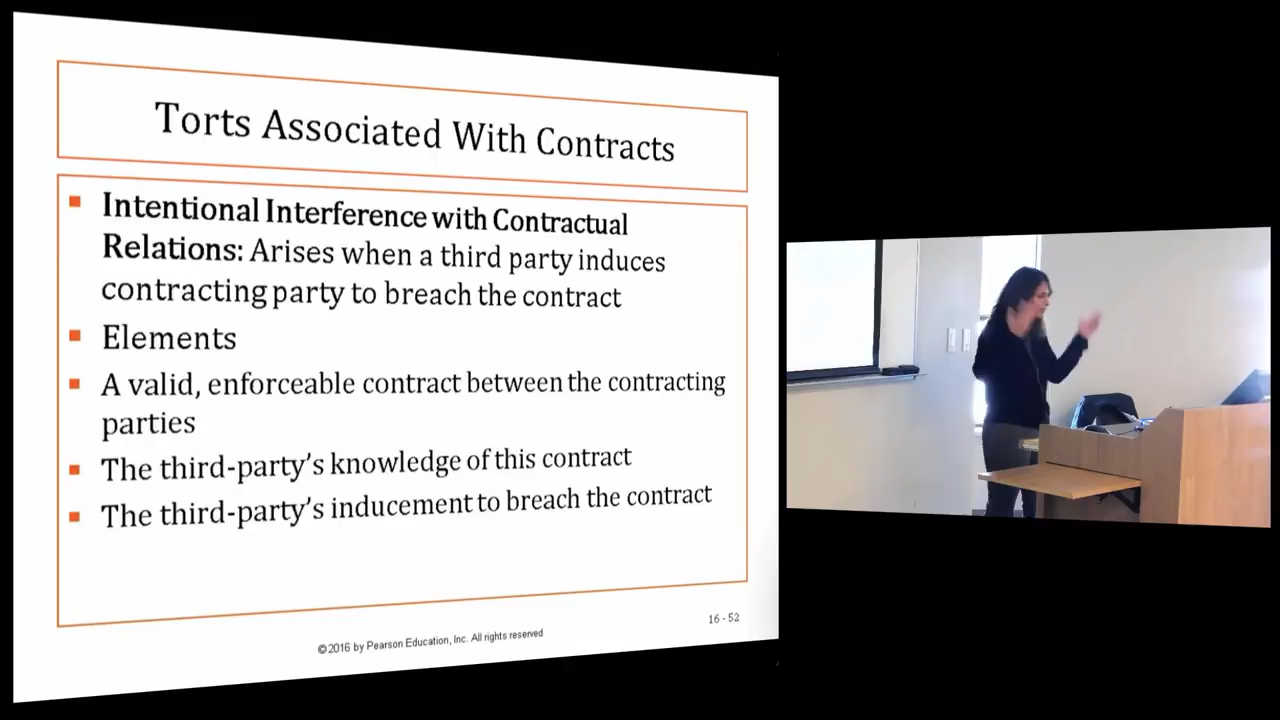 Torts Associated With Contracts
Intentional Interference with Contractual
Relations: Arises when a third party induces
contracting party to breach the contract
Elements
A valid, enforceable contract between the contracting
parties
The third-party's knowledge of this contract
The third-party's inducement to breach the contract
16 - 52
©2016 by Pearson Education, Inc. All rights reserved